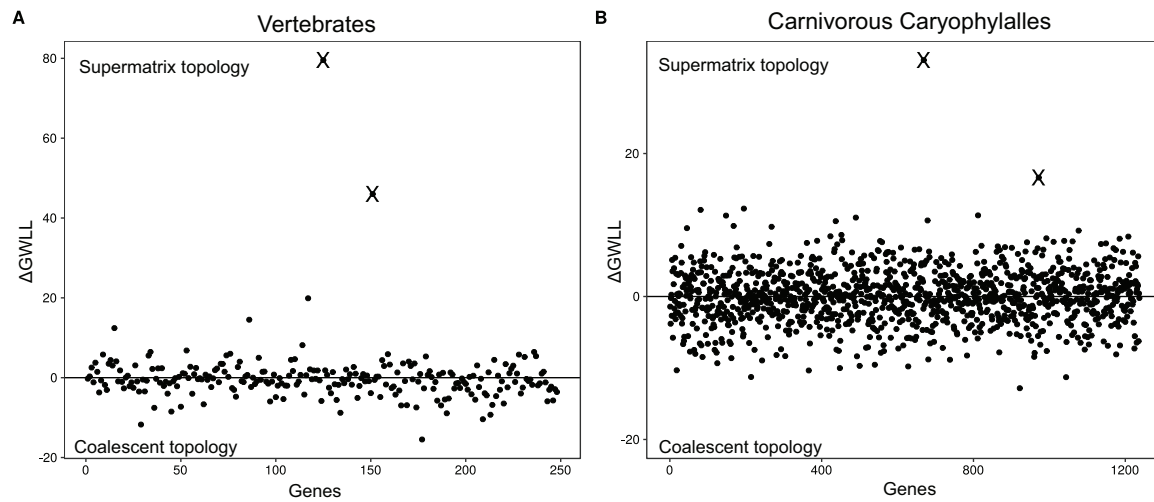 A
Vertebrates
80
60
40
20
0
-20
ΔGWLL
Supermatrix topology
X
X
Coalescent topology
0 50 100 150 200 250
Genes
B
Carnivorous Caryophylalles
20
0
-20
ΔGWLL
Supermatrix topology
X
X
Coalescent topology
0 400 800 1200
Genes